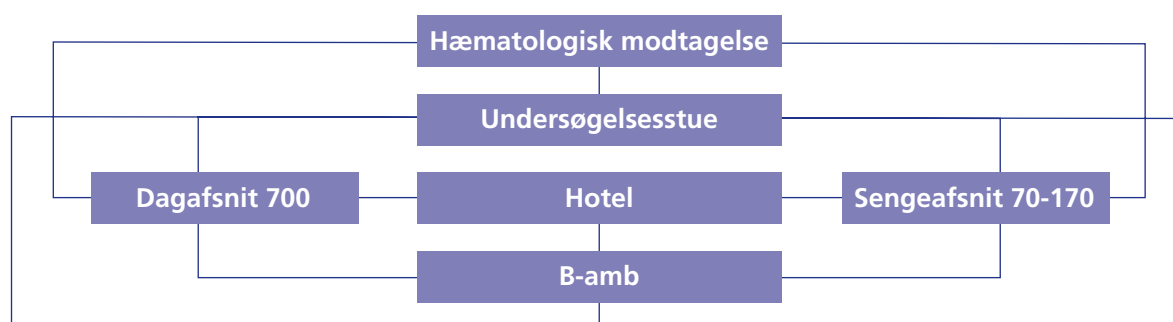 Hæmatologisk modtagelse
Undersøgelsesstue
Dagafsnit 700
Hotel
Sengeafsnit 70-170
B-amb